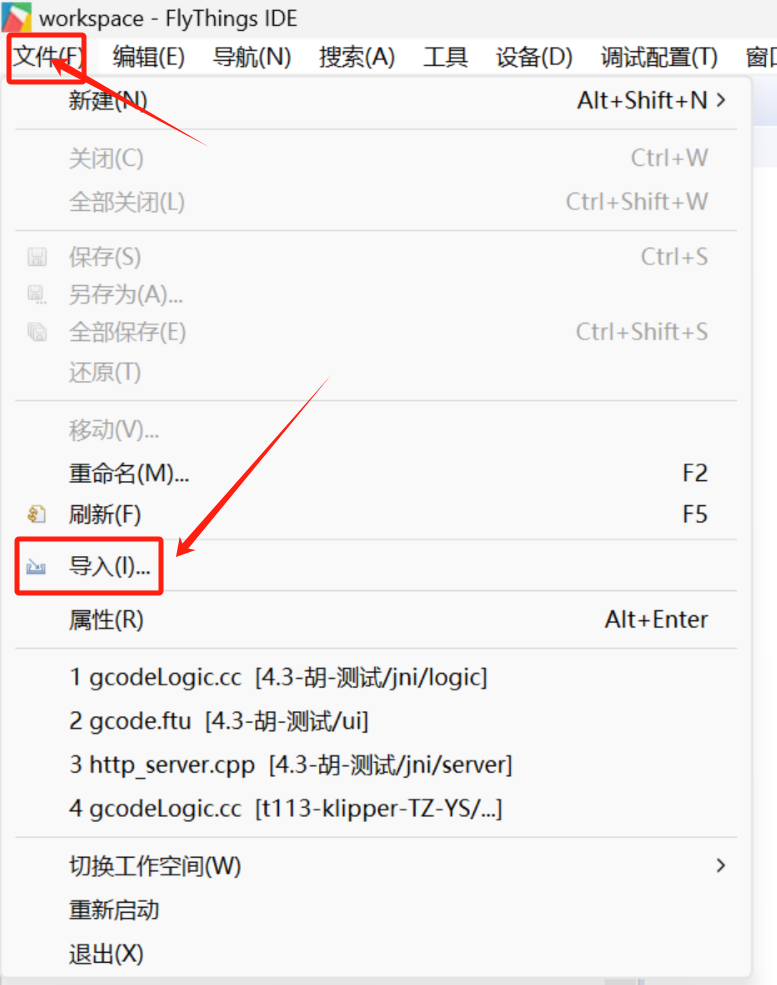 workspace - FlyThings IDE
文件(F) 编辑(E) 导航(N) 搜索(A) 工具 设备(D) 调试配置(T) 窗口
新建(N) Alt+Shift+N >
关闭(C) Ctrl+W
全部关闭(L) Ctrl+Shift+W
保存(S) Ctrl+S
另存为(A)...
全部保存(E) Ctrl+Shift+S
还原(T)
移动(V)...
重命名(M)... F2
刷新(F) F5
导入(I)...
属性(R) Alt+Enter
1 gcodeLogic.cc [4.3-胡-测试/jni/logic]
2 gcode.ftu [4.3-胡-测试/ui]
3 http_server.cpp [4.3-胡-测试/jni/server]
4 gcodeLogic.cc [t113-klipper-TZ-YS/...]
切换工作空间(W) >
重新启动
退出(X)